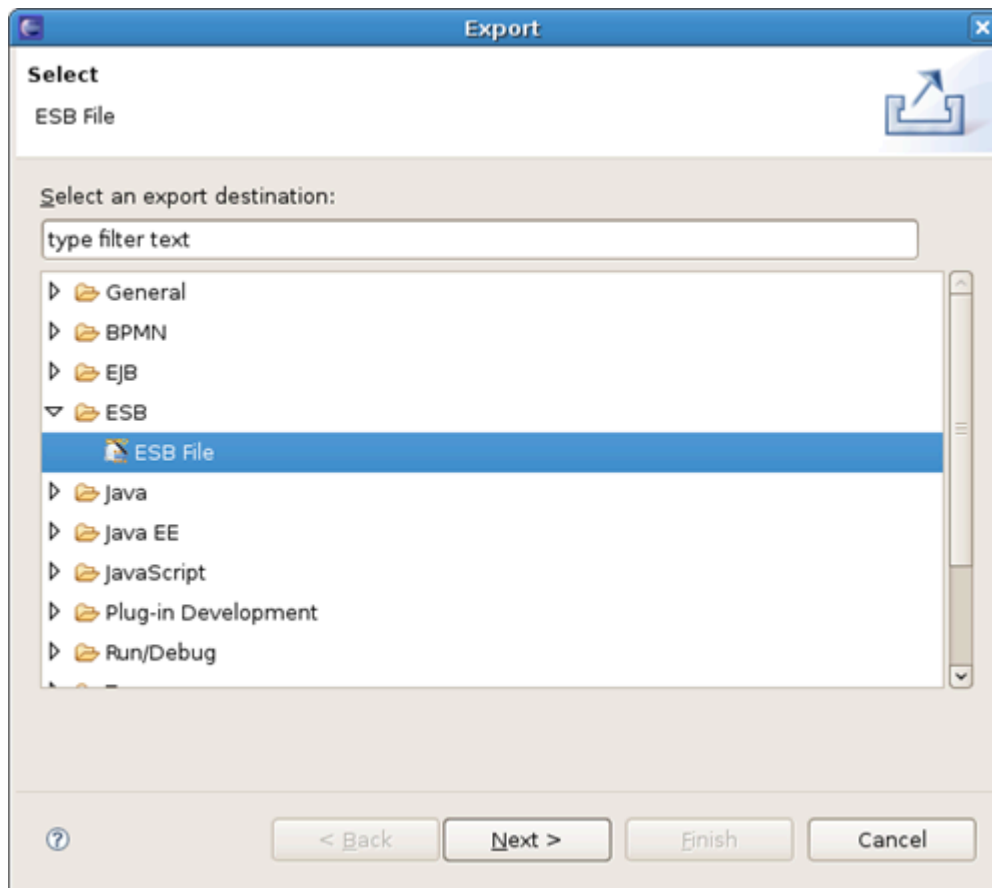 Export
Select
ESB File
Select an export destination:
type filter text
General
BPMN
EJB
ESB
ESB File
Java
Java EE
JavaScript
Plug-in Development
Run/Debug
< Back Next > Finish Cancel